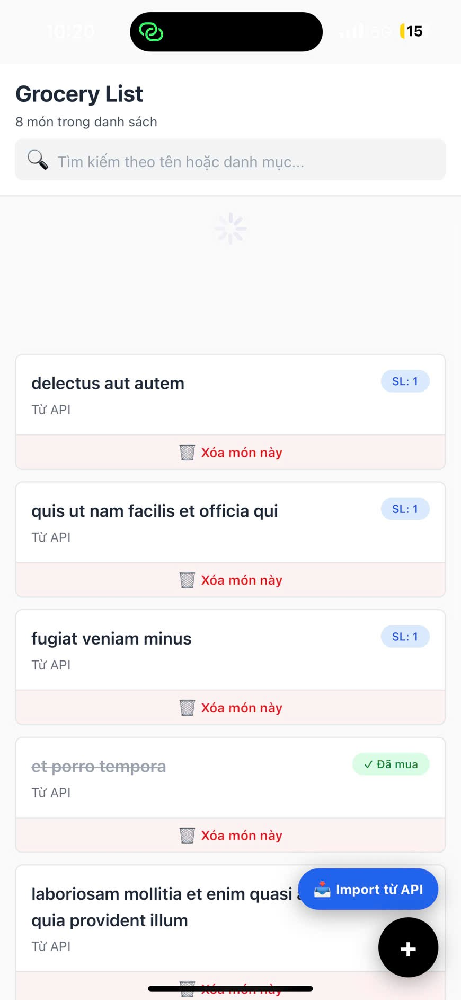 10:20
5G
15
Grocery List
8 món trong danh sách
Tìm kiếm theo tên hoặc danh mục...
delectus aut autem
SL: 1
Từ API
Xóa món này
quis ut nam facilis et officia qui
SL: 1
Từ API
Xóa món này
fugiat veniam minus
SL: 1
Từ API
Xóa món này
et porro tempora
✓ Đã mua
Từ API
Xóa món này
laboriosam mollitia et enim quasi
quia provident illum
Từ API
Import từ API
+
Xóa món này